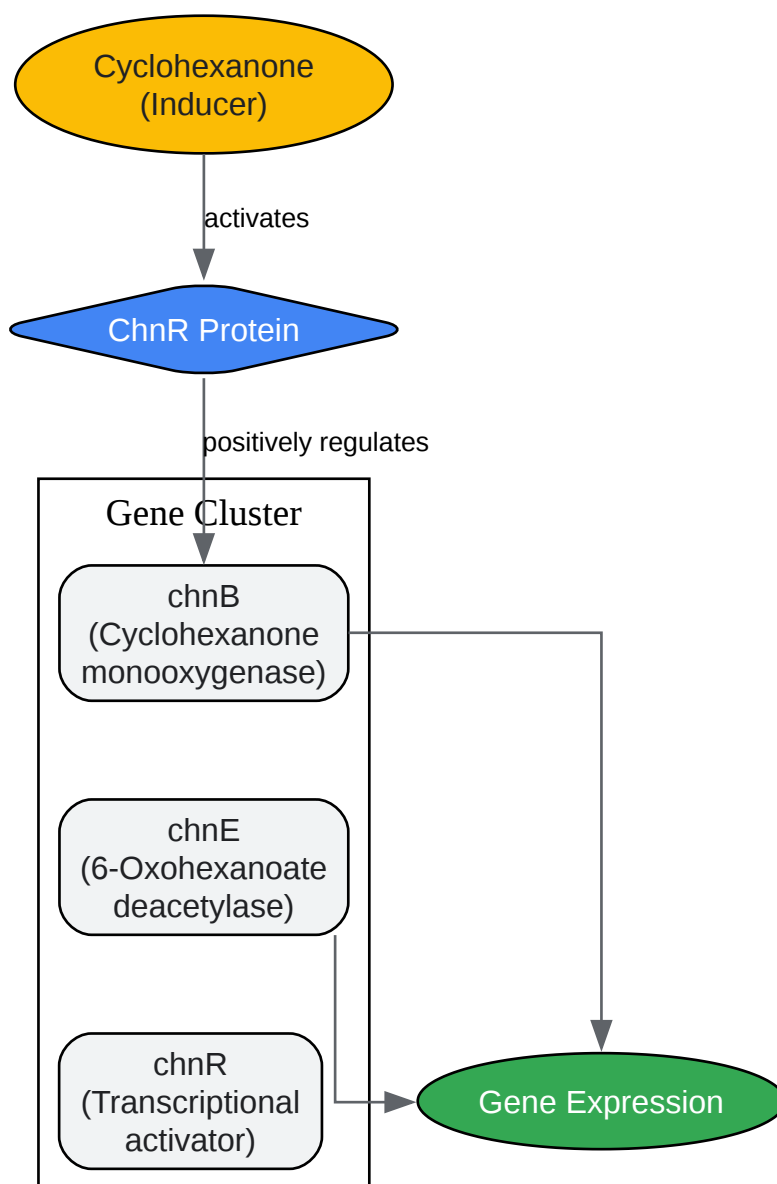 Cyclohexanone
(Inducer)
activates
ChnR Protein
positively regulates
Gene Cluster
chnB
(Cyclohexanone
monooxygenase)
chnE
(6-Oxohexanoate
deacetylase)
chnR
(Transcriptional
activator)
Gene Expression